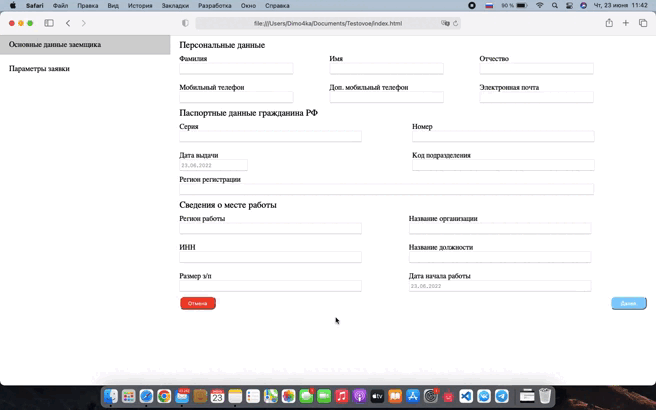 Safari Файл Правка Вид История Закладки Разработка Окно Справка 90 % Чт, 23 июня 11:42
file:///Users/Dimo4ka/Documents/Testovoe/index.html
Основные данные заемщика
Параметры заявки
Персональные данные
Фамилия Имя Отчество
Мобильный телефон Доп. мобильный телефон Электронная почта
Паспортные данные гражданина РФ
Серия Номер
Дата выдачи Код подразделения
23.06.2022
Регион регистрации
Сведения о месте работы
Регион работы Название организации
ИНН Название должности
Размер з/п Дата начала работы
23.06.2022
Отмена Далее